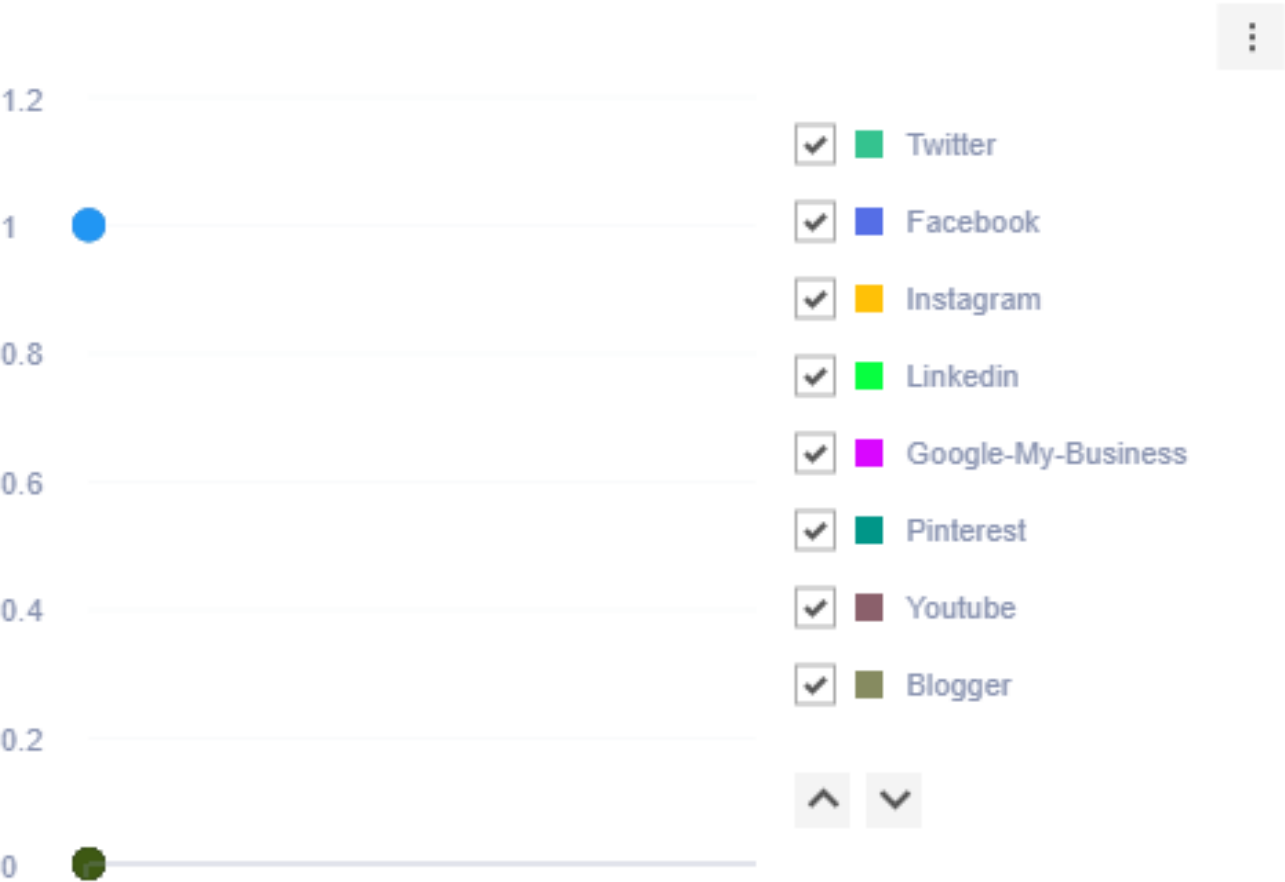 1.2
1
0.8
0.6
0.4
0.2
0
Twitter
Facebook
Instagram
Linkedin
Google-My-Business
Pinterest
Youtube
Blogger